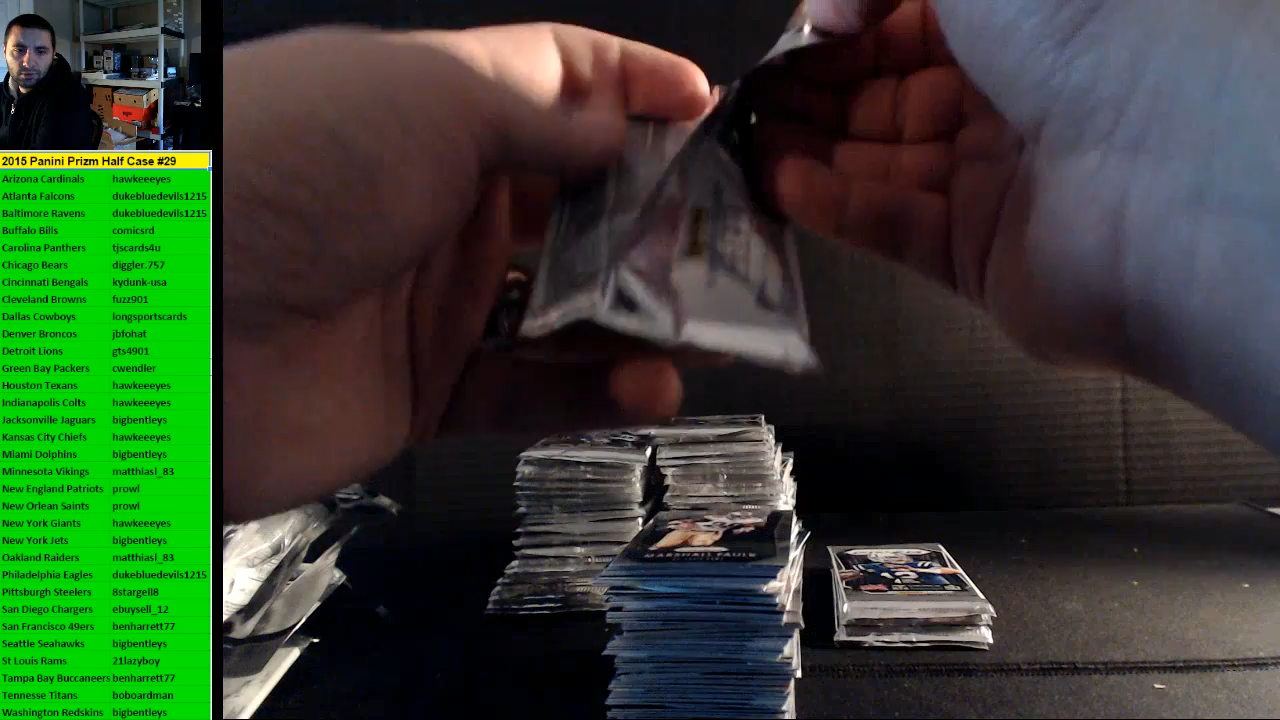 2015 Panini Prizm Half Case #29
Arizona Cardinals hawkeeeyes
Atlanta Falcons dukebluedevils1215
Baltimore Ravens dukebluedevils1215
Buffalo Bills comicsrd
Carolina Panthers tjscards4u
Chicago Bears diggler.757
Cincinnati Bengals kydunk-usa
Cleveland Browns fuzz901
Dallas Cowboys longsportscards
Denver Broncos jbfohat
Detroit Lions gts4901
Green Bay Packers cwendler
Houston Texans hawkeeeyes
Indianapolis Colts hawkeeeyes
Jacksonville Jaguars bigbentleys
Kansas City Chiefs hawkeeeyes
Miami Dolphins bigbentleys
Minnesota Vikings matthiasl_83
New England Patriots prowl
New Orlean Saints prowl
New York Giants hawkeeeyes
New York Jets bigbentleys
Oakland Raiders matthiasl_83
Philadelphia Eagles dukebluedevils1215
Pittsburgh Steelers 8stargell8
San Diego Chargers ebuysell_12
San Francisco 49ers benharrett77
Seattle Seahawks bigbentleys
St Louis Rams 21lazyboy
Tampa Bay Buccaneers benharrett77
Tennesse Titans boboardman
Washington Redskins bigbentleys
MARSHALL FAULK